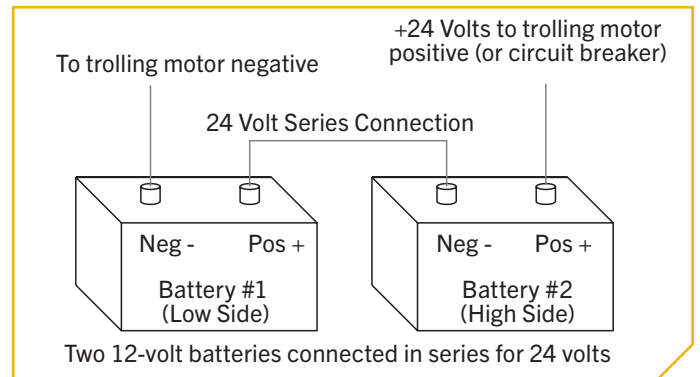 +24 Volts to trolling motor
positive (or circuit breaker)
To trolling motor negative
24 Volt Series Connection
Neg - Pos +
Battery #1
(Low Side)
Neg - Pos +
Battery #2
(High Side)
Two 12-volt batteries connected in series for 24 volts